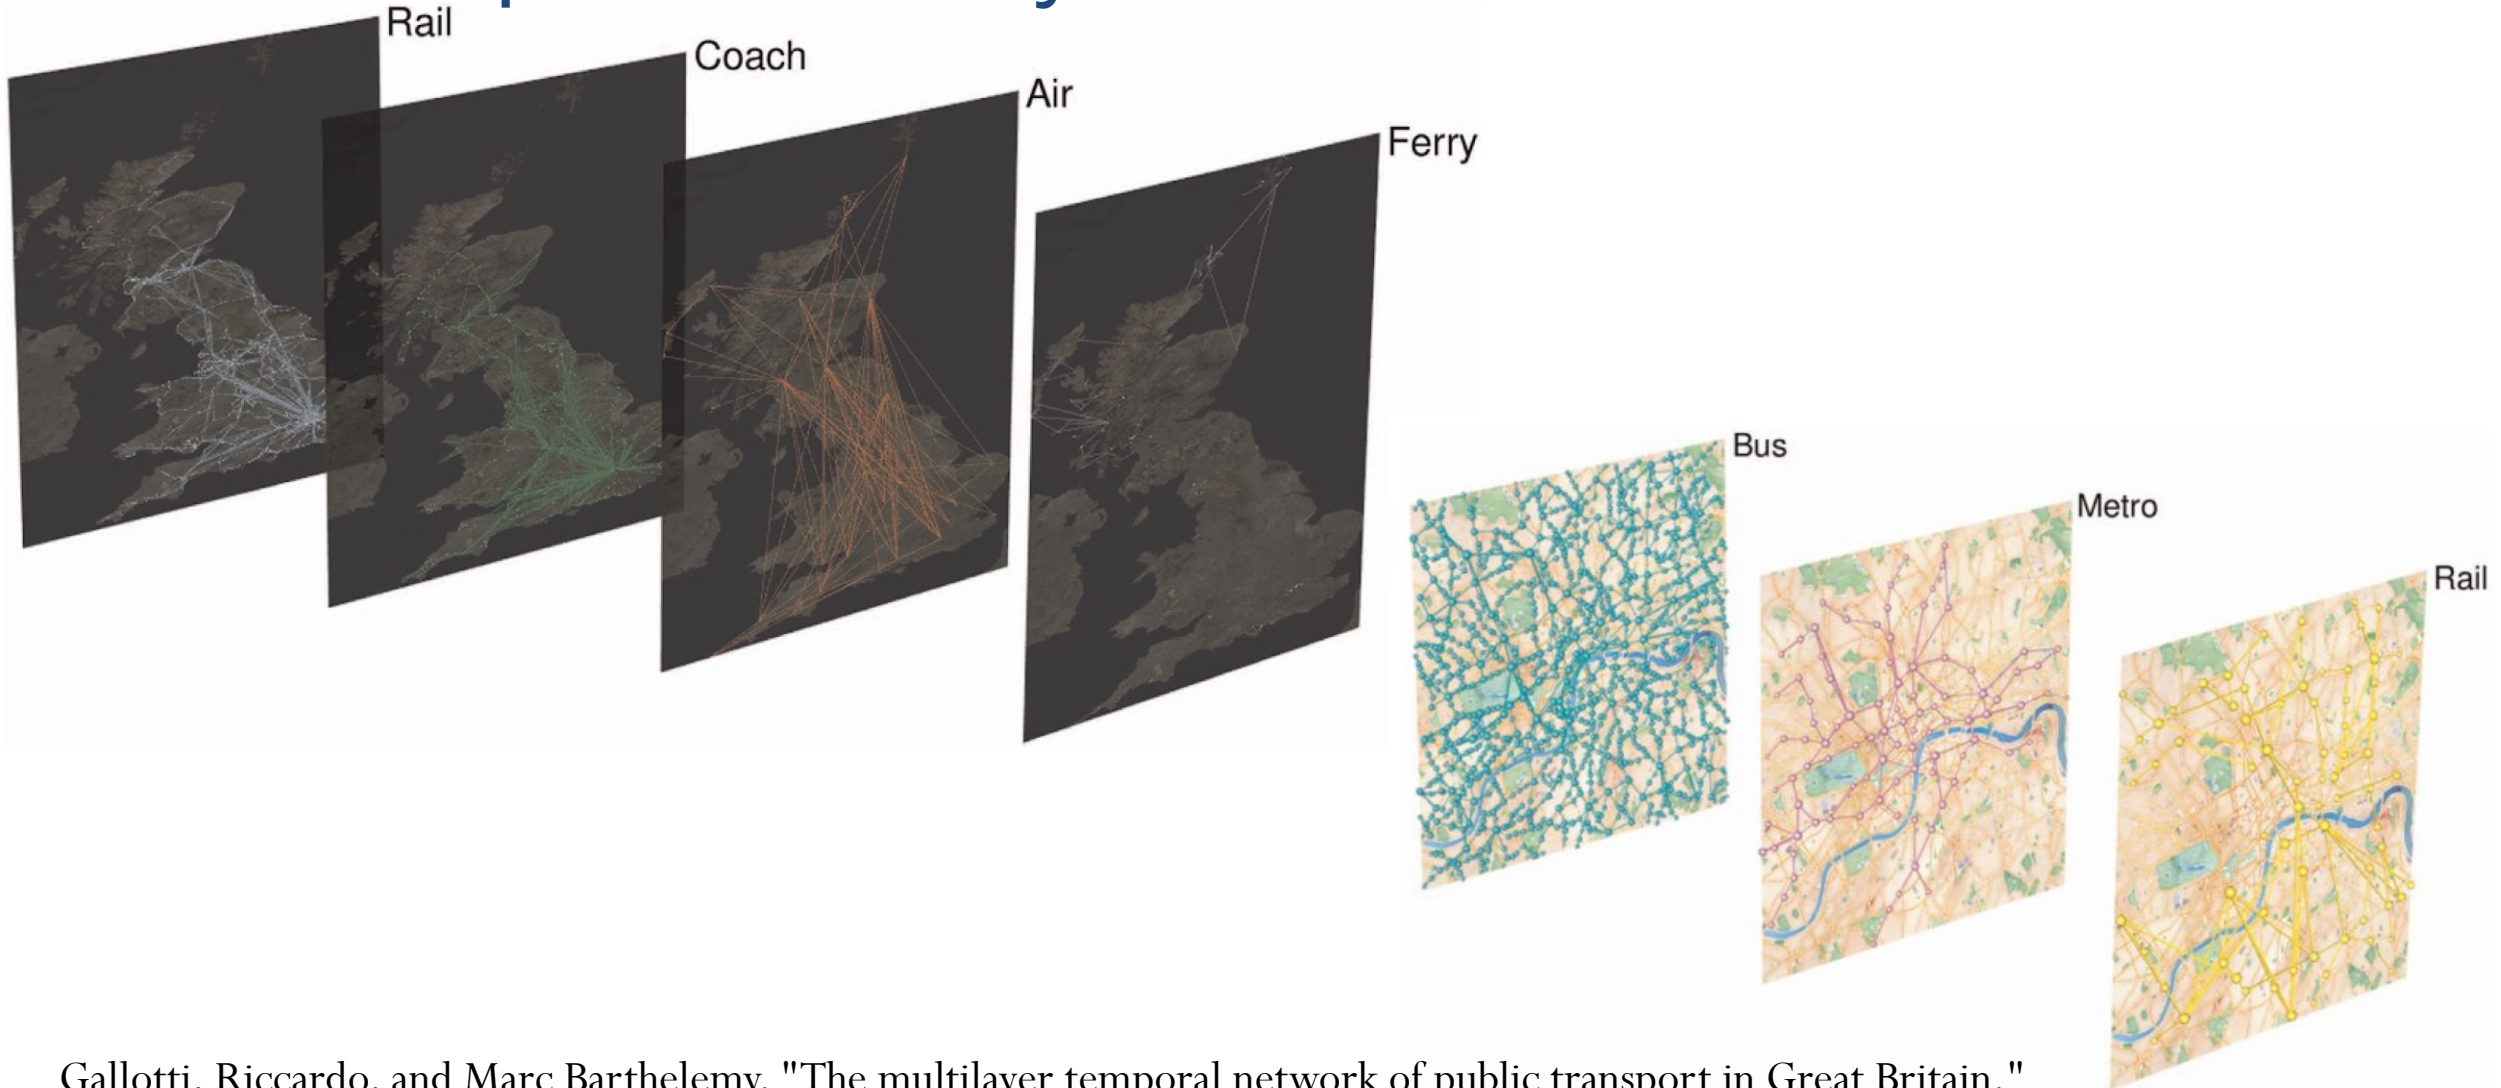 Rail
Coach
Air
Ferry
Bus
Metro
Rail
Gallotti, Riccardo, and Marc Barthelemy. "The multilayer temporal network of public transport in Great Britain."